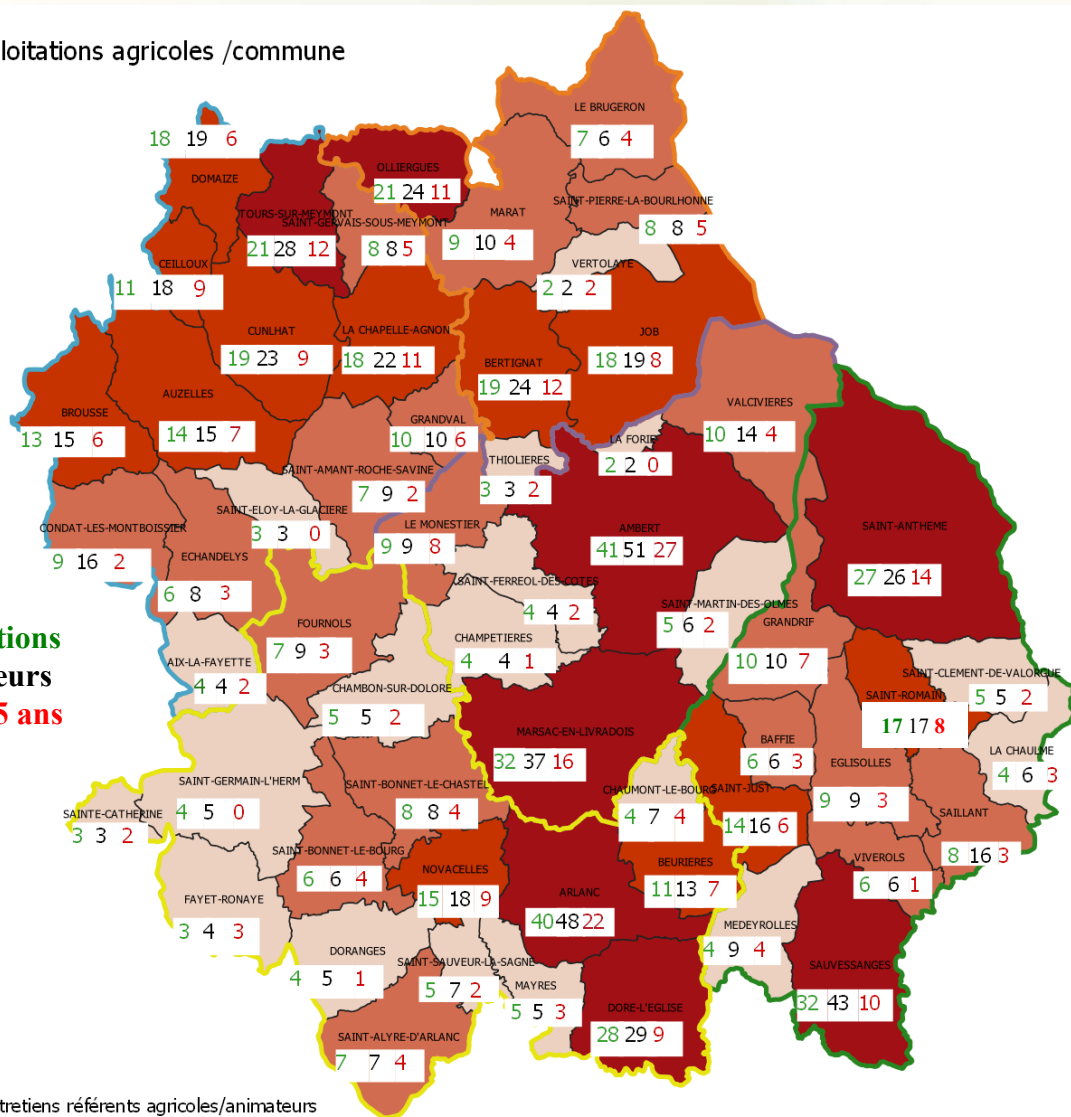 loitations agricoles /commune
LE BRUGERON
7 6 4
18 19 6
DOMAIZE
OLLIERGUES
21 24 11
TOURS-SUR-MEYMONT
21 28 12
SAINT-GERVAIS-SOUS-MEYMONT
8 8 5
MARAT
9 10 4
SAINT-PIERRE-LA-BOURLHONNE
8 8 5
CEILLOUX
11 18 9
VERTOLAYE
2 2 2
CUNLHAT
19 23 9
LA CHAPELLE-AGNON
18 22 11
BERTIGNAT
19 24 12
JOB
18 19 8
BROUSSE
13 15 6
AUZELLES
14 15 7
GRANDVAL
10 10 6
VALCIVIERES
10 14 4
LA FORIE
2 2 0
THIOLIERES
3 3 2
SAINT-AMANT-ROCHE-SAVINE
7 9 2
SAINT-ELOY-LA-GLACIERE
3 3 0
CONDAT-LES-MONTBOISSIER
9 16 2
LE MONESTIER
9 9 8
AMBERT
41 51 27
SAINT-ANTHEME
27 26 14
ECHANDELYS
6 8 3
SAINT-FERREOL-DES-COTES
4 4 2
SAINT-MARTIN-DES-OLMES
5 6 2
FOURNOLS
7 9 3
CHAMPETIERES
4 4 1
GRANDRIF
10 10 7
tions
eurs
5 ans
AIX-LA-FAYETTE
4 4 2
CHAMBON-SUR-DOLORE
5 5 2
SAINT-CLEMENT-DE-VALORGUE
5 5 2
SAINT-ROMAIN
17 17 8
MARSAC-EN-LIVRADOIS
32 37 16
BAFFIE
6 6 3
EGLISOLLES
9 9 3
LA CHAULME
4 6 3
SAINT-GERMAIN-L'HERM
4 5 0
SAINT-BONNET-LE-CHASTEL
8 8 4
CHAUMONT-LE-BOURG
4 7 4
SAINT-JUST
14 16 6
SAINTE-CATHERINE
3 3 2
SAILLANT
8 16 3
SAINT-BONNET-LE-BOURG
6 6 4
NOVACELLES
15 18 9
BEURIERES
11 13 7
VIVEROLS
6 6 1
FAYET-RONAYE
3 4 3
ARLANC
40 48 22
MEDEYROLLES
4 9 4
DORANGES
4 5 1
SAINT-SAUVEUR-LA-SAGNE
5 7 2
MAYRES
5 5 3
SAUVESSANGES
32 43 10
DORE-L'EGLISE
28 29 9
SAINT-ALYRE-D'ARLANC
7 7 4
tretiens référents agricoles/animateurs